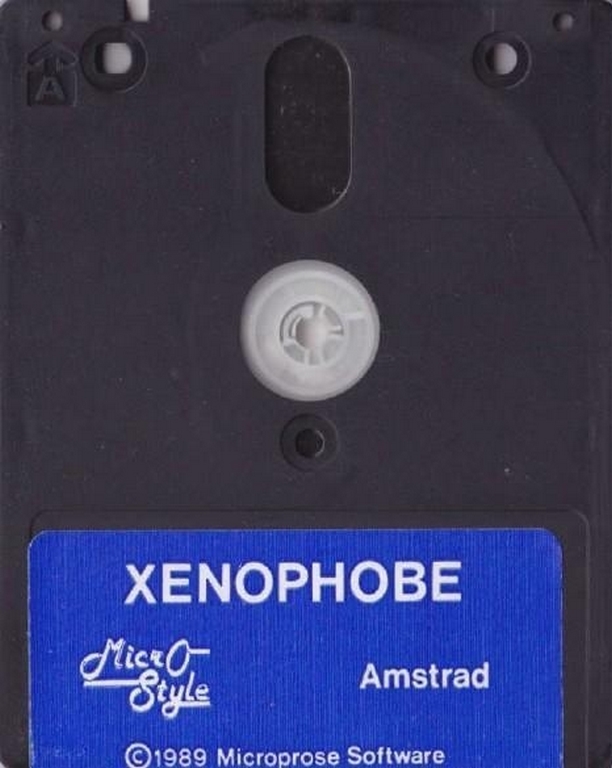 A
XENOPHOBE
MicrO
Style
Amstrad
©1989 Microprose Software